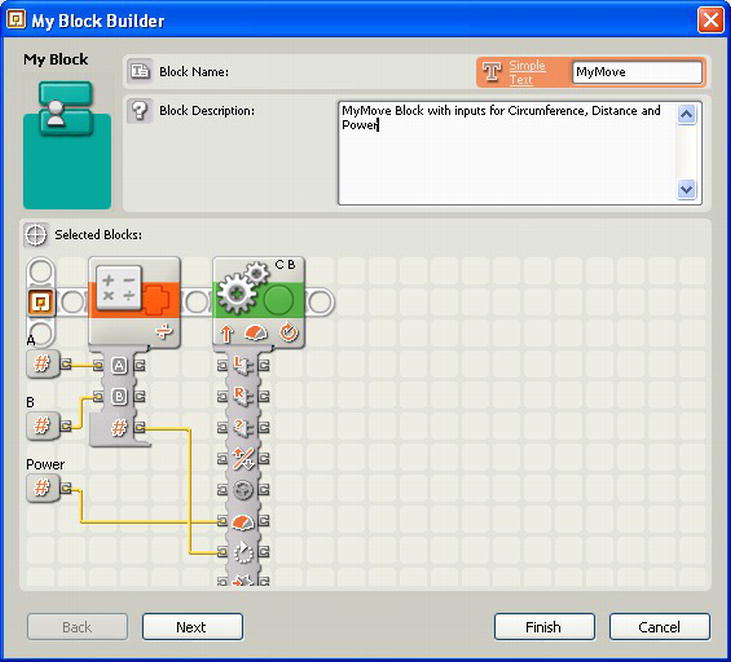 My Block Builder
My Block
Block Name:
Simple
Text
MyMove
Block Description:
MyMove Block with inputs for Circumference, Distance and
Power
Selected Blocks:
C B
A
# A
B
# B
#
Power
#
L
R
?
Back
Next
Finish
Cancel